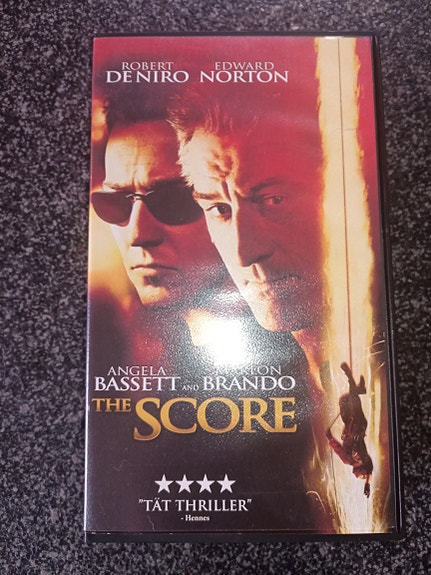 ROBERT EDWARD
DE NIRO NORTON
ANGELA MARLON
BASSETT AND BRANDO
THE SCORE
★★★★
"TÄT THRILLER"
- Hennes